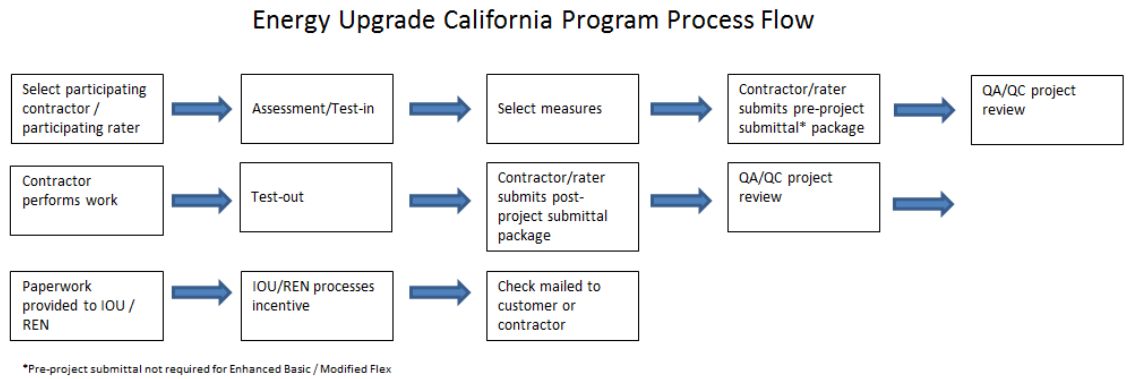 Energy Upgrade California Program Process Flow
Select participating
contractor /
participating rater
Assessment/Test-in
Select measures
Contractor/rater
submits pre-project
submittal* package
QA/QC project
review
Contractor
performs work
Test-out
Contractor/rater
submits post-
project submittal
package
QA/QC project
review
Paperwork
provided to IOU /
REN
IOU/REN processes
incentive
Check mailed to
customer or
contractor
*Pre-project submittal not required for Enhanced Basic / Modified Flex